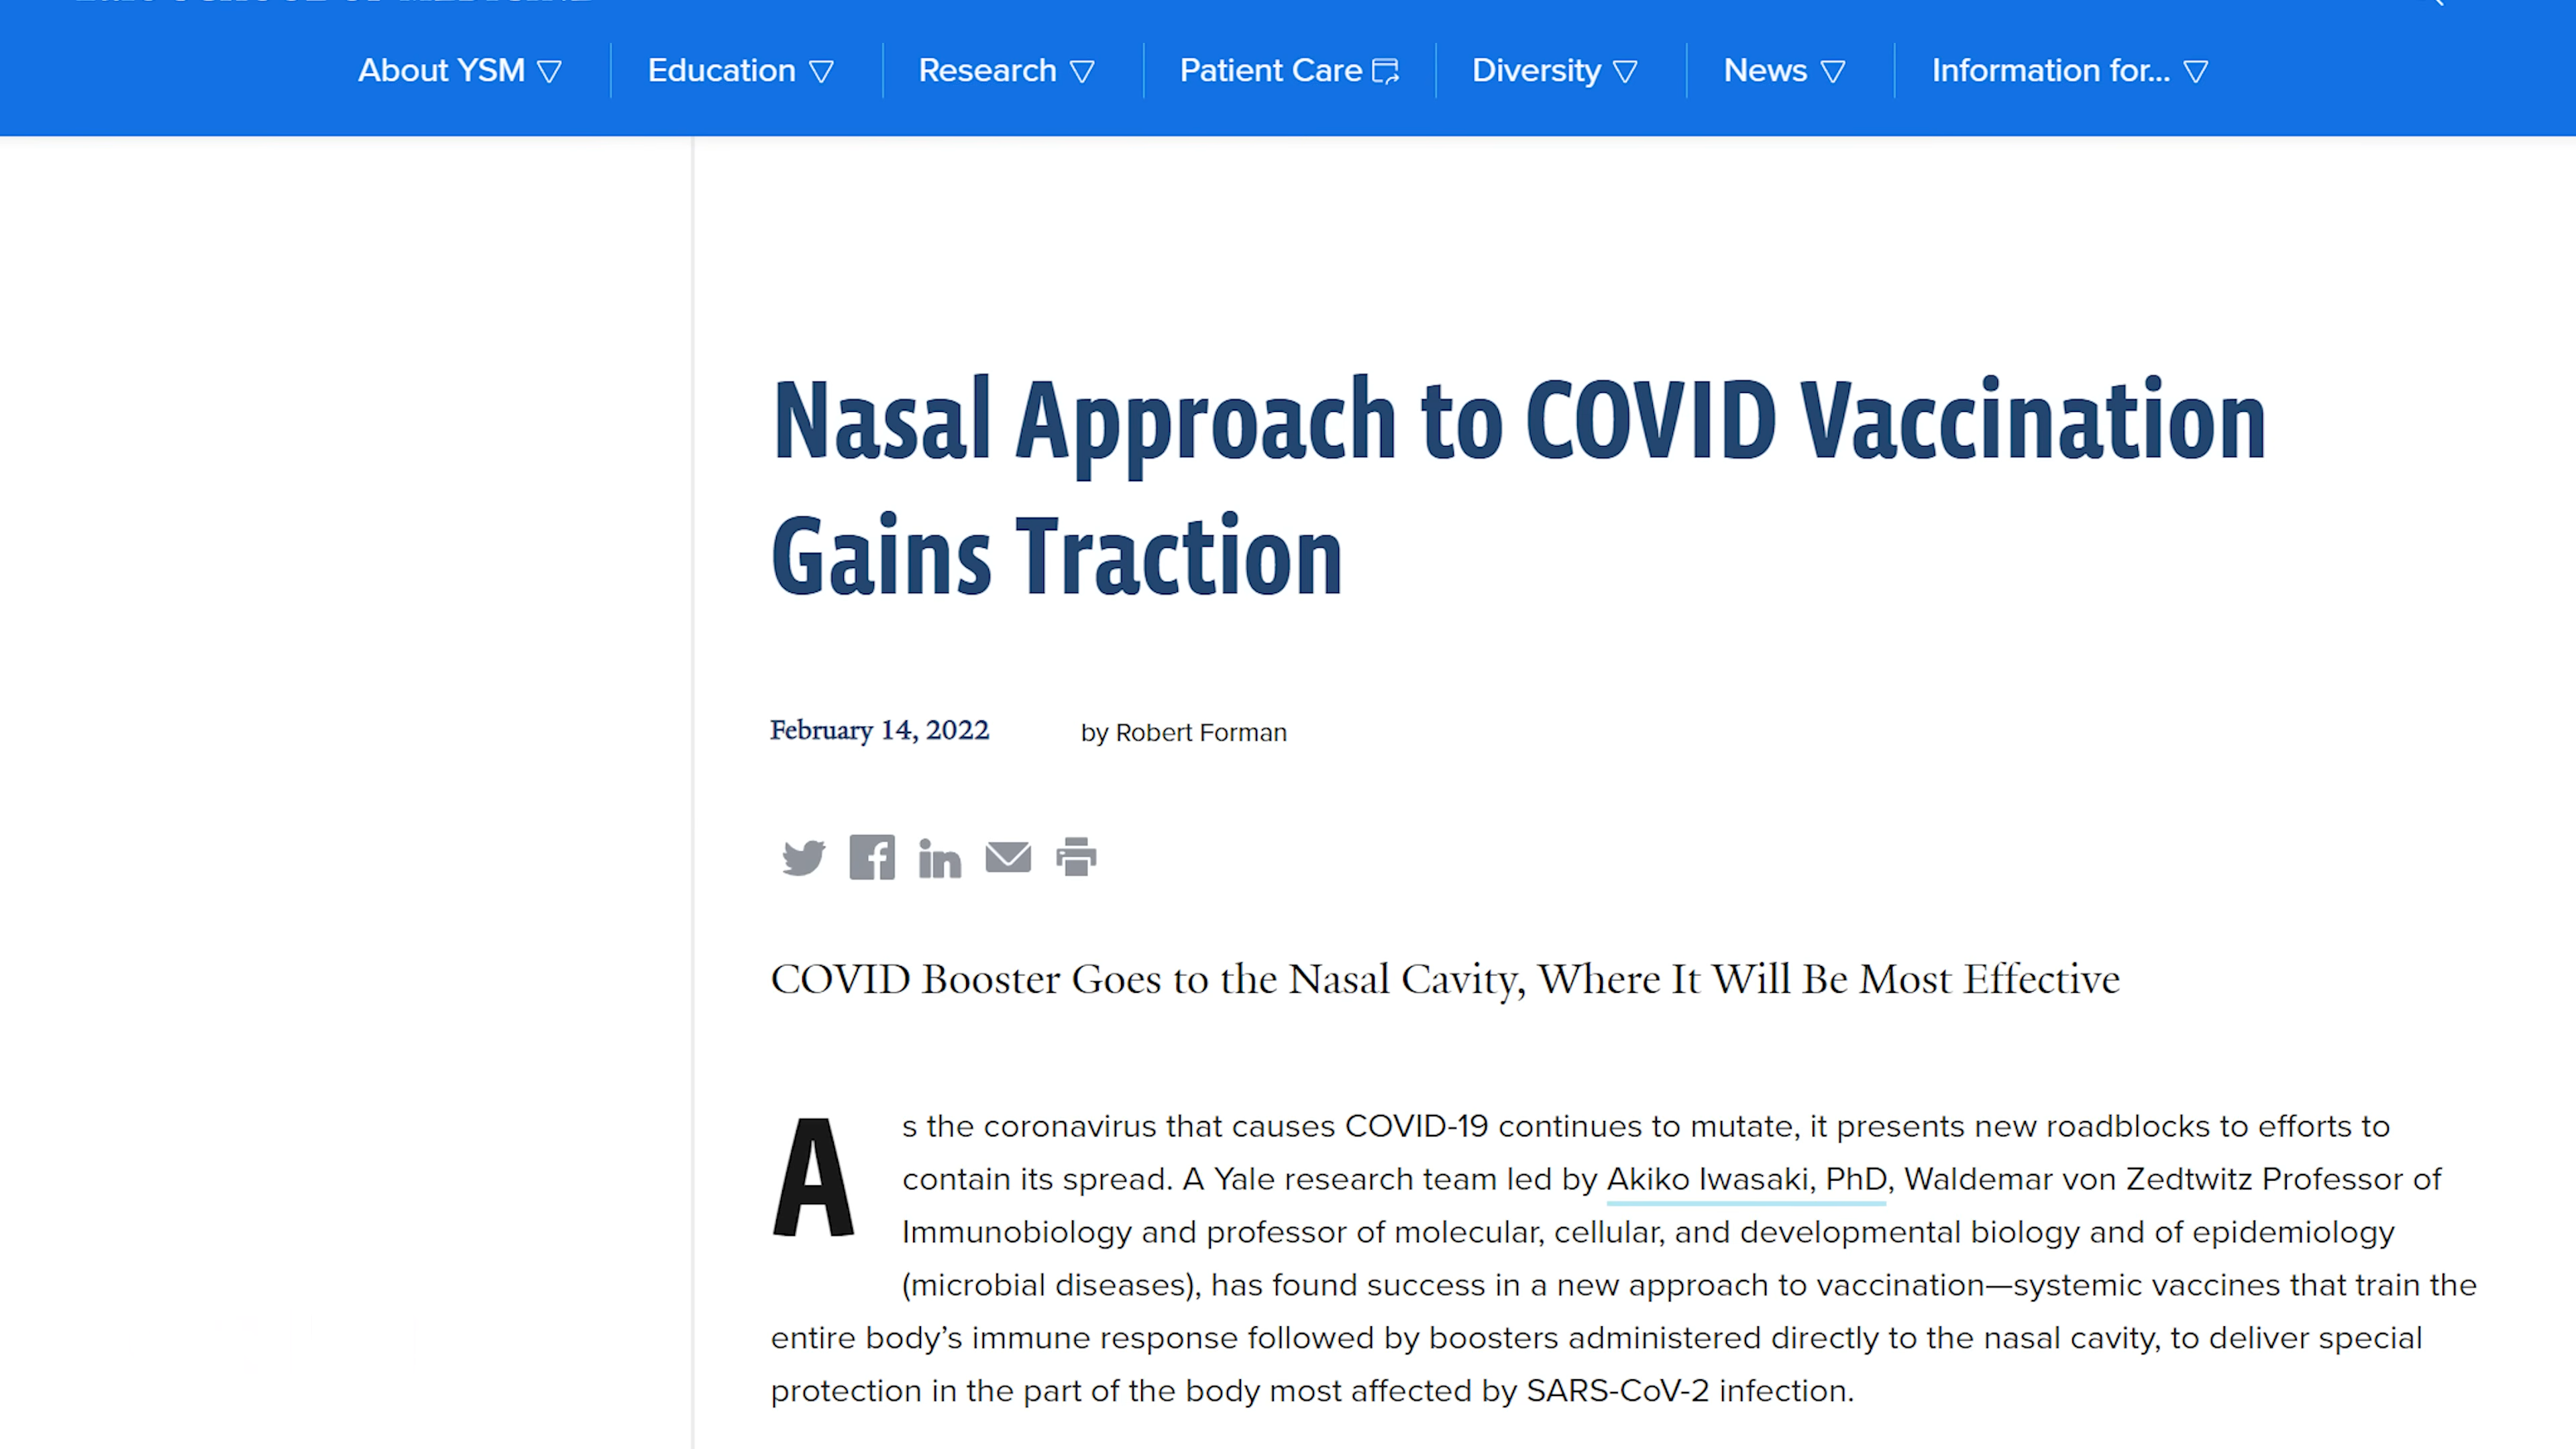 About YSM
Education
Research
Patient Care
Diversity
News
Information for...
Nasal Approach to COVID Vaccination
Gains Traction
February 14, 2022
by Robert Forman
COVID Booster Goes to the Nasal Cavity, Where It Will Be Most Effective
As the coronavirus that causes COVID-19 continues to mutate, it presents new roadblocks to efforts to
contain its spread. A Yale research team led by Akiko Iwasaki, PhD, Waldemar von Zedtwitz Professor of
Immunobiology and professor of molecular, cellular, and developmental biology and of epidemiology
(microbial diseases), has found success in a new approach to vaccination—systemic vaccines that train the
entire body’s immune response followed by boosters administered directly to the nasal cavity, to deliver special
protection in the part of the body most affected by SARS-CoV-2 infection.